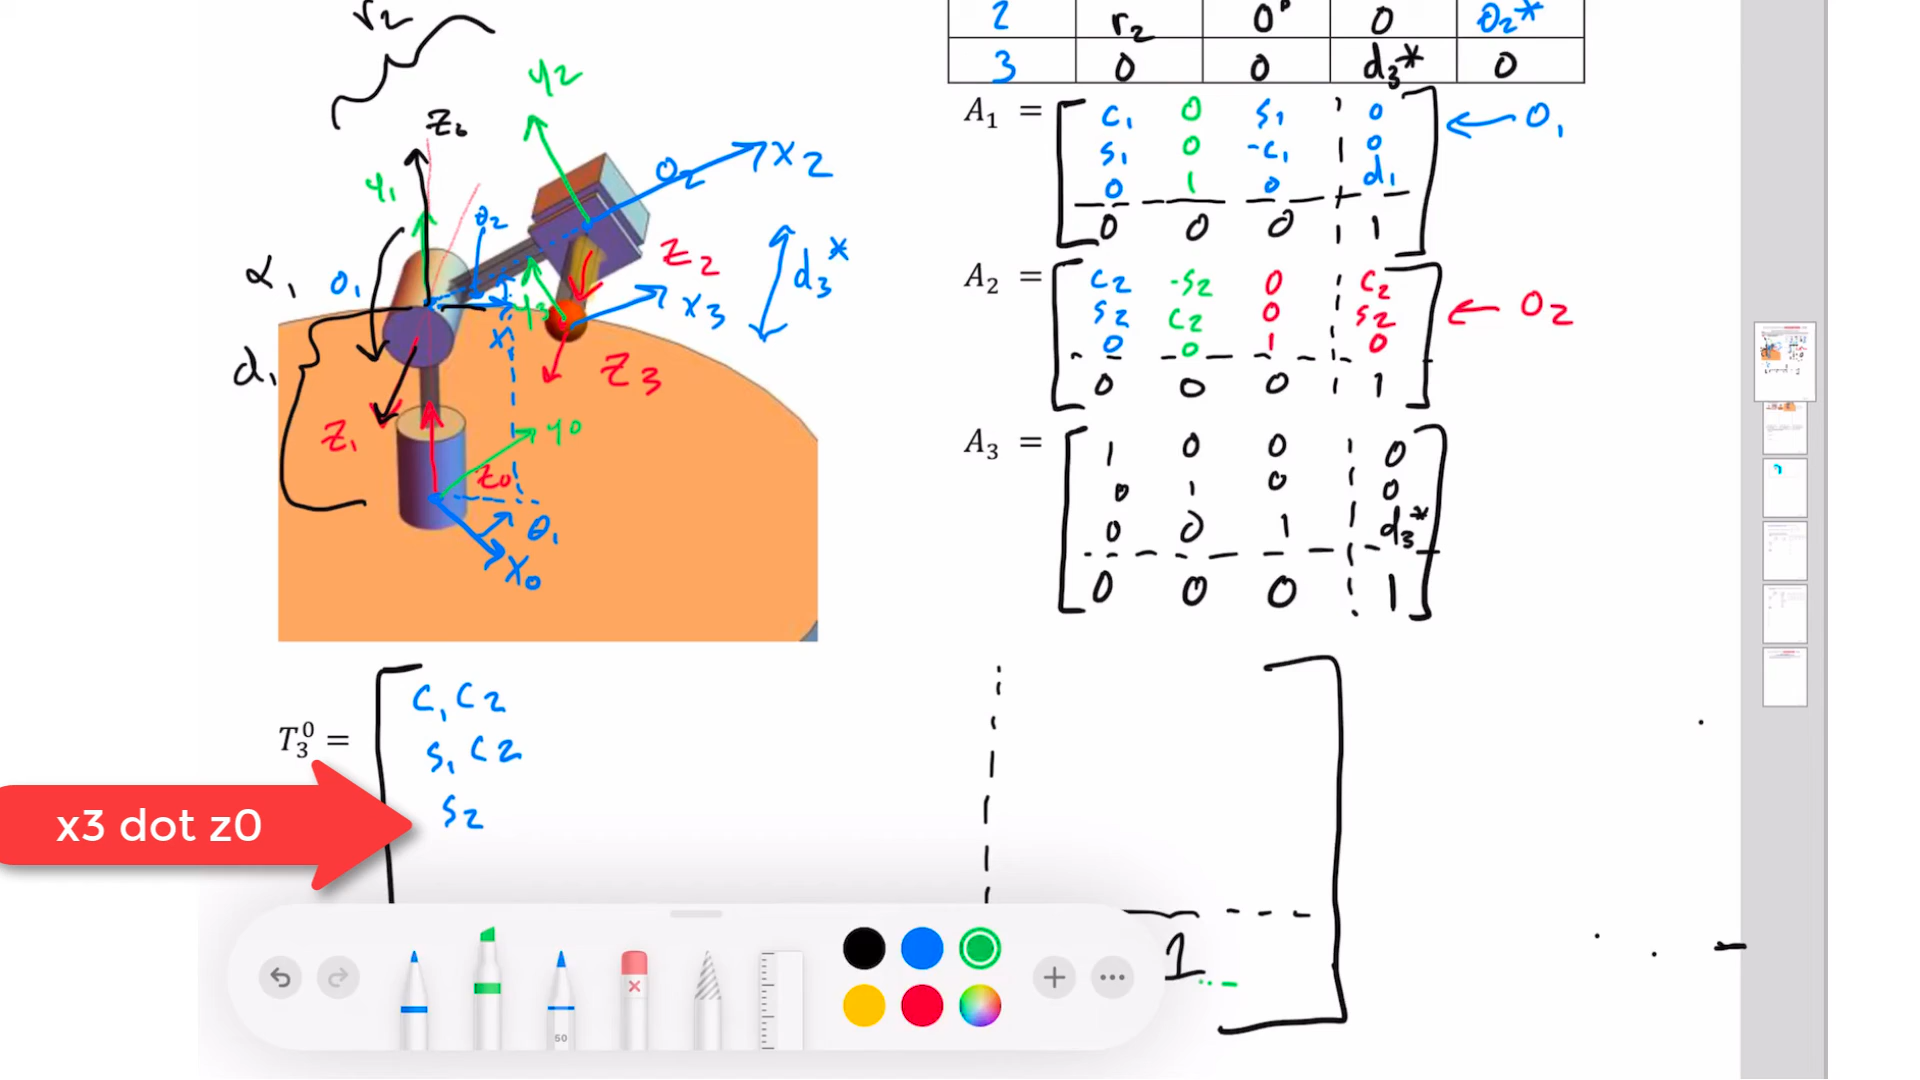 r2
2 r2 0° 0 θ2*
3 0 0 d3* 0
y2
z0
x2
O2
y1
θ2
z2
d3*
α1
O1
x3
y3
x1
z3
d1
z1
y0
z0
θ1
x0
A1 = [ c1 0 s1 0 ] ← O1
s1 0 -c1 0
0 1 0 d1
0 0 0 1
A2 = [ c2 -s2 0 c2 ] ← O2
s2 c2 0 s2
0 0 1 0
0 0 0 1
A3 = [ 1 0 0 0 ]
0 1 0 0
0 0 1 d3*
0 0 0 1
T3^0 = [ c1c2
s1c2
s2
x3 dot z0
1
50